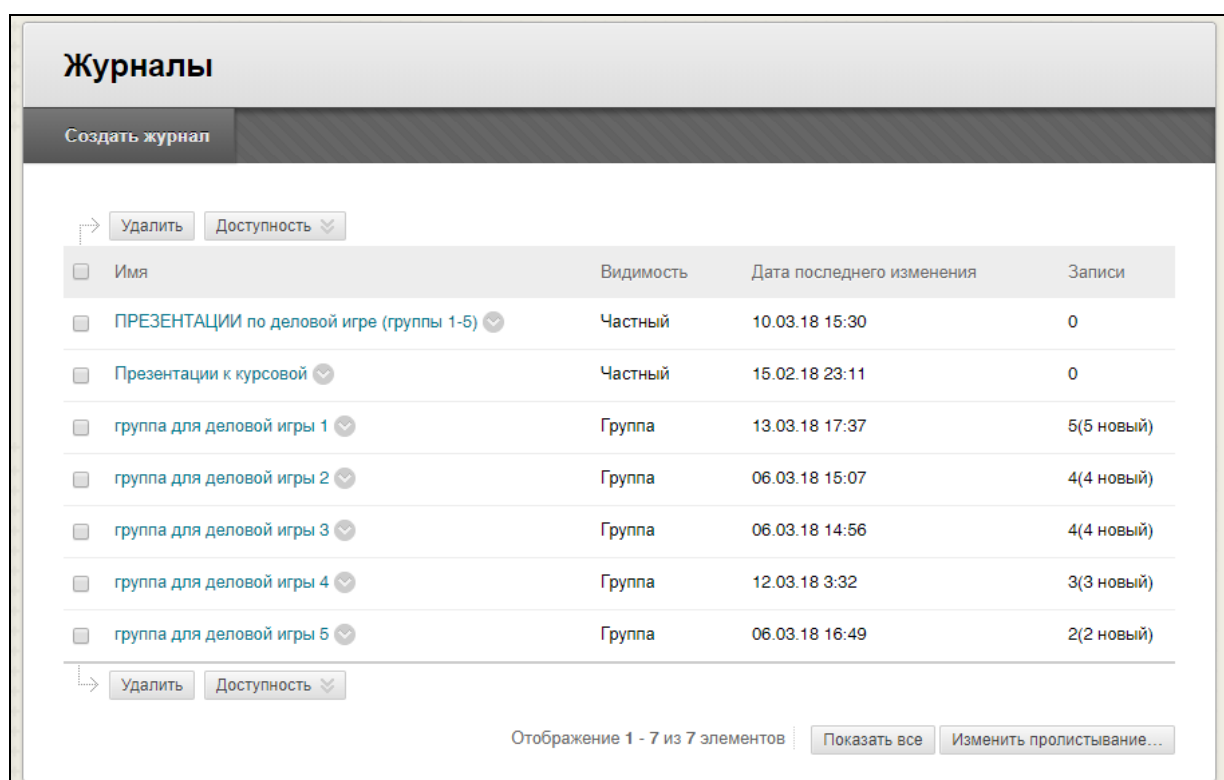 Журналы
Создать журнал
Удалить Доступность
Имя Видимость Дата последнего изменения Записи
ПРЕЗЕНТАЦИИ по деловой игре (группы 1-5) Частный 10.03.18 15:30 0
Презентации к курсовой Частный 15.02.18 23:11 0
группа для деловой игры 1 Группа 13.03.18 17:37 5(5 новый)
группа для деловой игры 2 Группа 06.03.18 15:07 4(4 новый)
группа для деловой игры 3 Группа 06.03.18 14:56 4(4 новый)
группа для деловой игры 4 Группа 12.03.18 3:32 3(3 новый)
группа для деловой игры 5 Группа 06.03.18 16:49 2(2 новый)
Удалить Доступность
Отображение 1 - 7 из 7 элементов Показать все Изменить пролистывание...